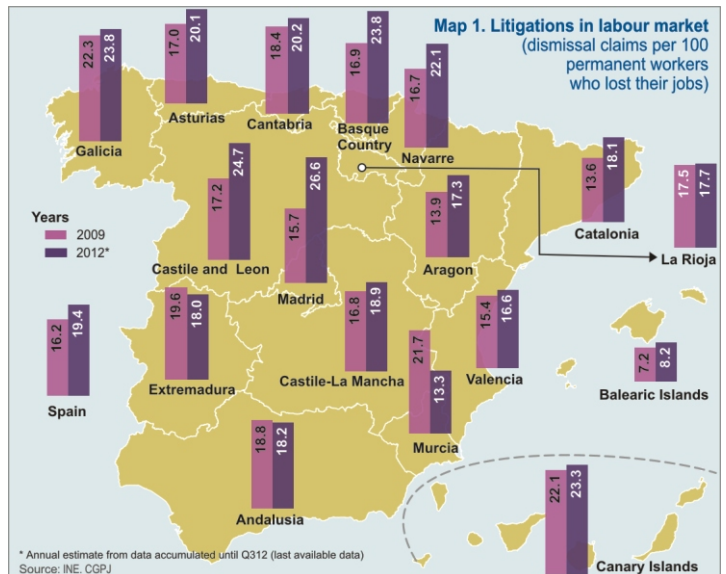 Map 1. Litigations in labour market
(dismissal claims per 100
permanent workers
who lost their jobs)
22.3 23.8
Galicia
17.0 20.1
Asturias
18.4 20.2
Cantabria
16.9 23.8
Basque
Country
16.7 22.1
Navarre
13.6 18.1
Catalonia
17.5 17.7
La Rioja
Years
2009
2012*
17.2 24.7
Castile and Leon
15.7 26.6
Madrid
13.9 17.3
Aragon
16.2 19.4
Spain
19.6 18.0
Extremadura
16.8 18.9
Castile-La Mancha
21.7 13.3
Murcia
15.4 16.6
Valencia
7.2 8.2
Balearic Islands
18.8 18.2
Andalusia
22.1 23.3
Canary Islands
* Annual estimate from data accumulated until Q312 (last available data)
Source: INE. CGPJ